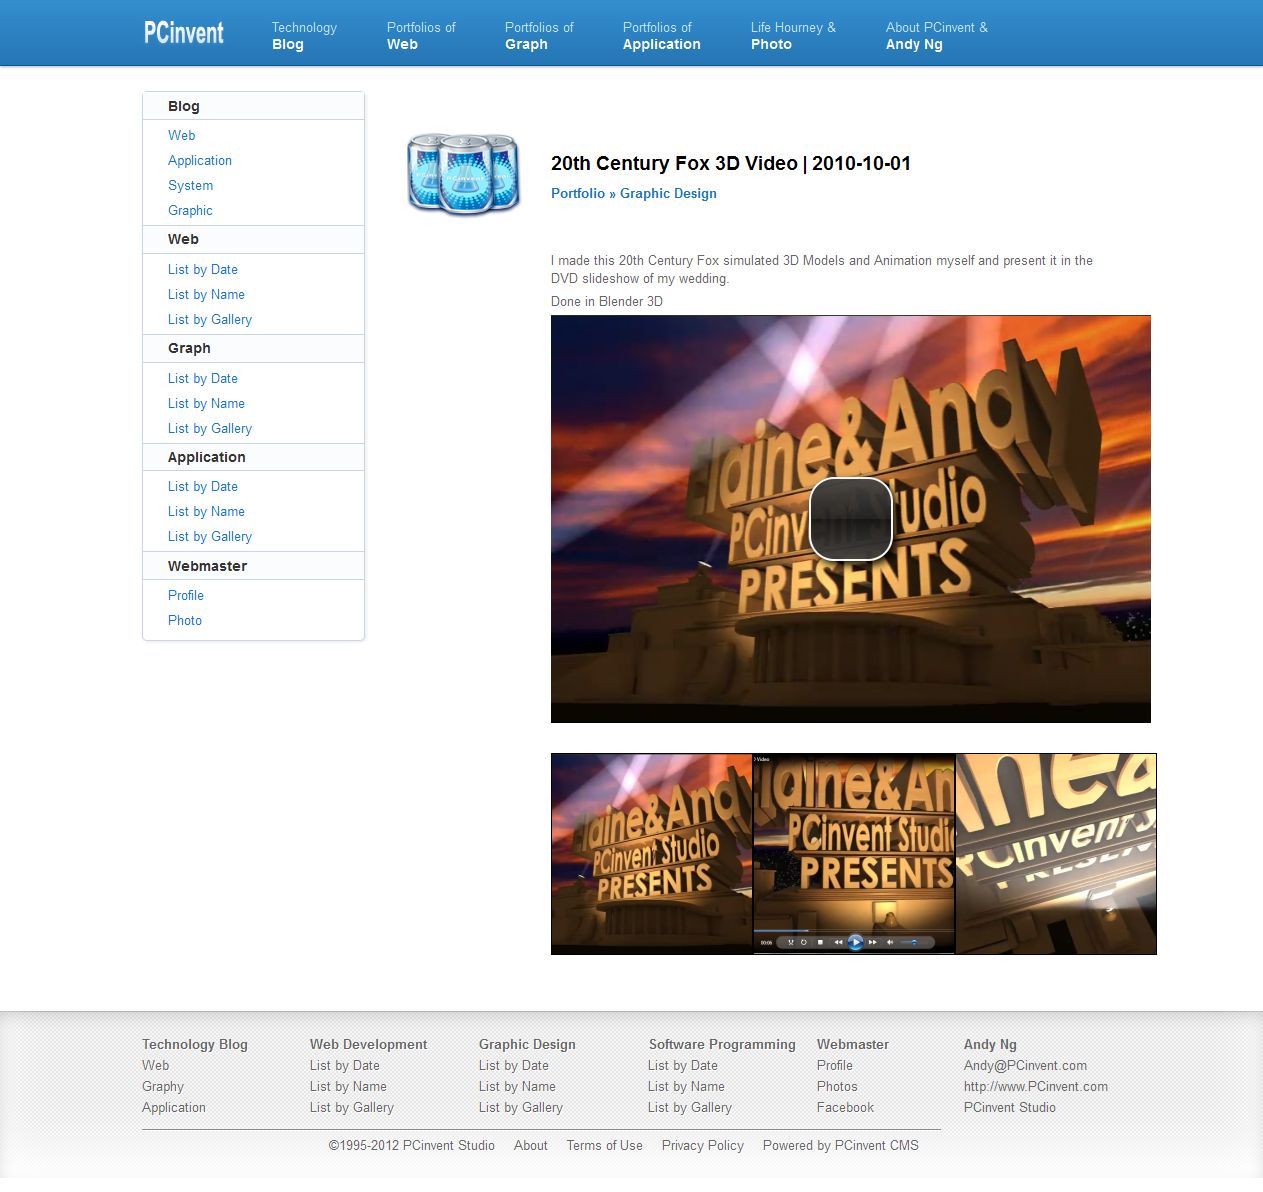 PCinvent
Technology
Blog
Portfolios of
Web
Portfolios of
Graph
Portfolios of
Application
Life Hourney &
Photo
About PCinvent &
Andy Ng
Blog
Web
Application
System
Graphic
Web
List by Date
List by Name
List by Gallery
Graph
List by Date
List by Name
List by Gallery
Application
List by Date
List by Name
List by Gallery
Webmaster
Profile
Photo
20th Century Fox 3D Video | 2010-10-01
Portfolio » Graphic Design
I made this 20th Century Fox simulated 3D Models and Animation myself and present it in the
DVD slideshow of my wedding.
Done in Blender 3D
laine&Andy
PCinvent Studio
PRESENTS
laine&And
PCinvent Studio
PRESENTS
Video
laine&An
PCinvent Studio
PRESENTS
00:05
PCinvent
Technology Blog
Web
Graphy
Application
Web Development
List by Date
List by Name
List by Gallery
Graphic Design
List by Date
List by Name
List by Gallery
Software Programming
List by Date
List by Name
List by Gallery
Webmaster
Profile
Photos
Facebook
Andy Ng
Andy@PCinvent.com
http://www.PCinvent.com
PCinvent Studio
©1995-2012 PCinvent Studio About Terms of Use Privacy Policy Powered by PCinvent CMS